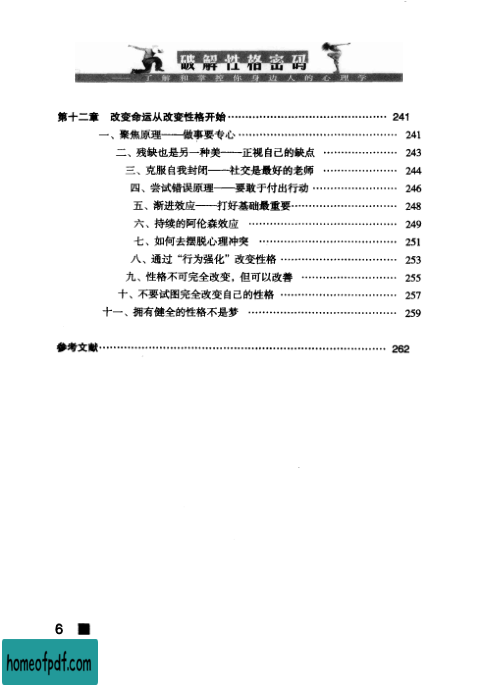 破解性格密码
——了解和掌控你身边人的心理学
第十二章 改变命运从改变性格开始…………………………………… 241
一、聚焦原理——做事要专心…………………………………… 241
二、残缺也是另一种美——正视自己的缺点 ………………… 243
三、克服自我封闭——社交是最好的老师 ………………… 244
四、尝试错误原理——要敢于付出行动 …………………… 246
五、渐进效应——打好基础最重要………………………… 248
六、持续的阿伦森效应 …………………………………… 249
七、如何去摆脱心理冲突 ………………………………… 251
八、通过“行为强化”改变性格 …………………………… 253
九、性格不可完全改变，但可以改善 ……………………… 255
十、不要试图完全改变自己的性格 ………………………… 257
十一、拥有健全的性格不是梦 …………………………………… 259
参考文献…………………………………………………………………… 262
6
homeofpdf.com